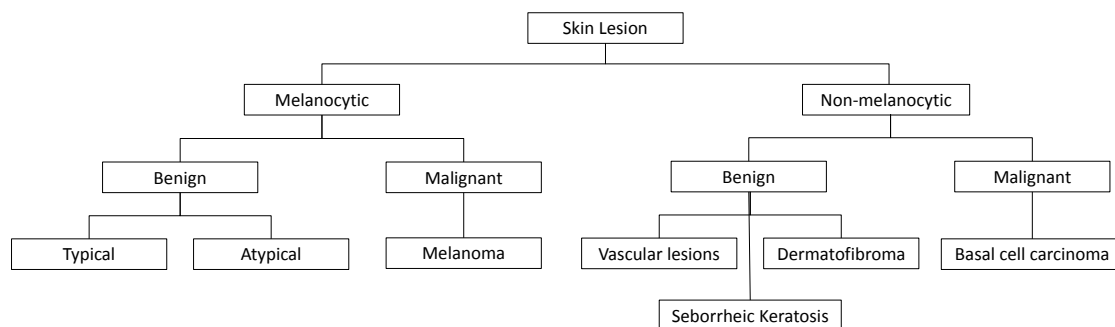 Skin Lesion
Melanocytic
Non-melanocytic
Benign
Malignant
Benign
Malignant
Typical
Atypical
Melanoma
Vascular lesions
Dermatofibroma
Basal cell carcinoma
Seborrheic Keratosis